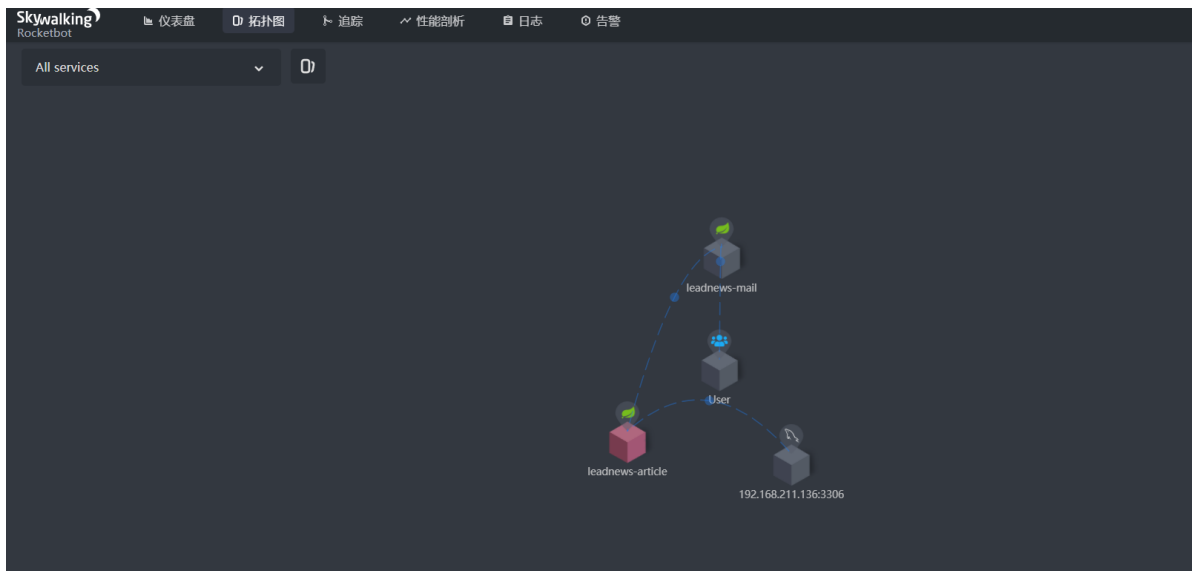 Skywalking
Rocketbot
仪表盘
拓扑图
追踪
性能剖析
日志
告警
All services
leadnews-mail
User
leadnews-article
192.168.211.136:3306